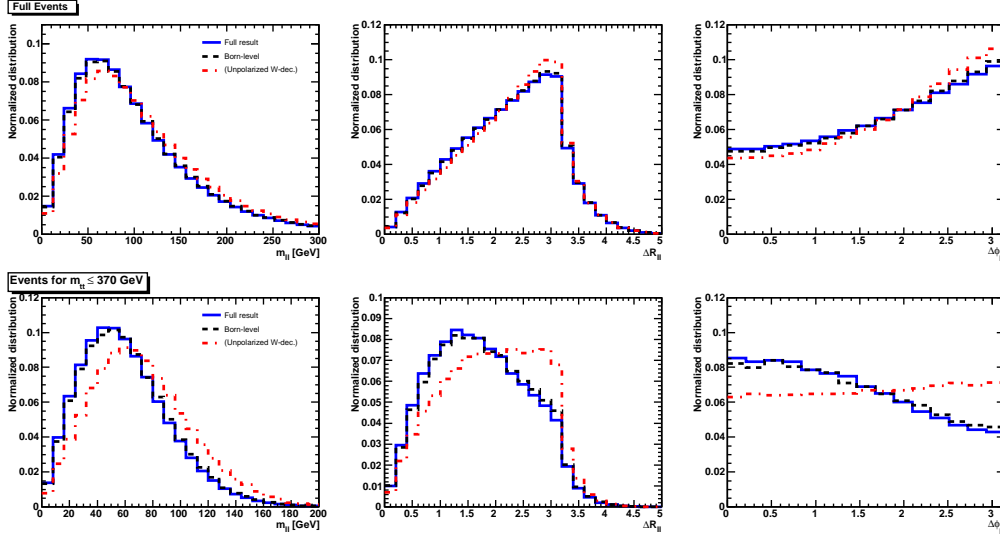 Full Events
Normalized distribution
0.12
0.1
0.08
0.06
0.04
0.02
0
0 50 100 150 200 250 300
m_ll [GeV]
Full result
Born-level
(Unpolarized W-dec.)
Normalized distribution
0.12
0.1
0.08
0.06
0.04
0.02
0
0 0.5 1 1.5 2 2.5 3 3.5 4 4.5 5
ΔR_ll
Normalized distribution
0.12
0.1
0.08
0.06
0.04
0.02
0
0 0.5 1 1.5 2 2.5 3
Δϕ
Events for m_tt ≤ 370 GeV
Normalized distribution
0.12
0.1
0.08
0.06
0.04
0.02
0
20 40 60 80 100 120 140 160 180 200
m_ll [GeV]
Full result
Born-level
(Unpolarized W-dec.)
Normalized distribution
0.1
0.09
0.08
0.07
0.06
0.05
0.04
0.03
0.02
0.01
0.00
0 0.5 1 1.5 2 2.5 3 3.5 4 4.5 5
ΔR_ll
Normalized distribution
0.12
0.1
0.08
0.06
0.04
0.02
0
0 0.5 1 1.5 2 2.5 3
Δϕ